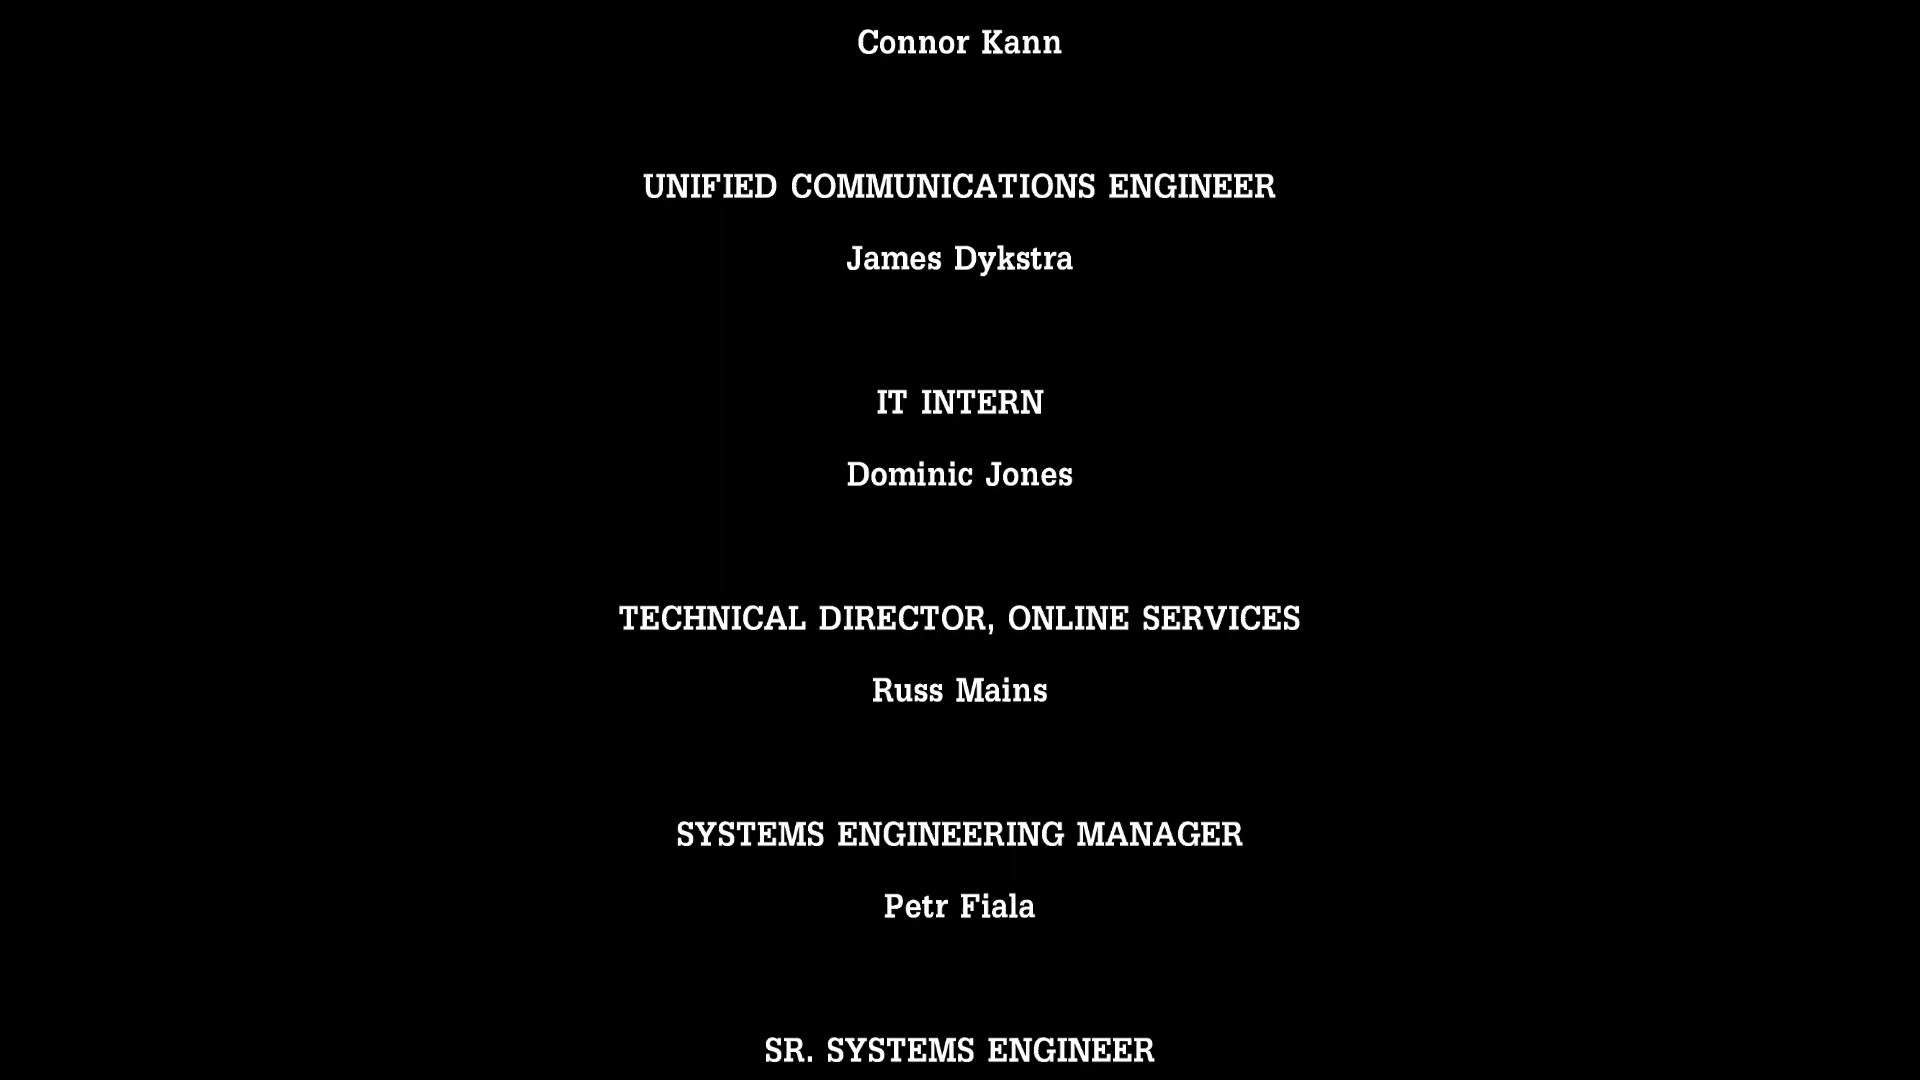 Connor Kann
UNIFIED COMMUNICATIONS ENGINEER
James Dykstra
IT INTERN
Dominic Jones
TECHNICAL DIRECTOR, ONLINE SERVICES
Russ Mains
SYSTEMS ENGINEERING MANAGER
Petr Fiala
SR. SYSTEMS ENGINEER